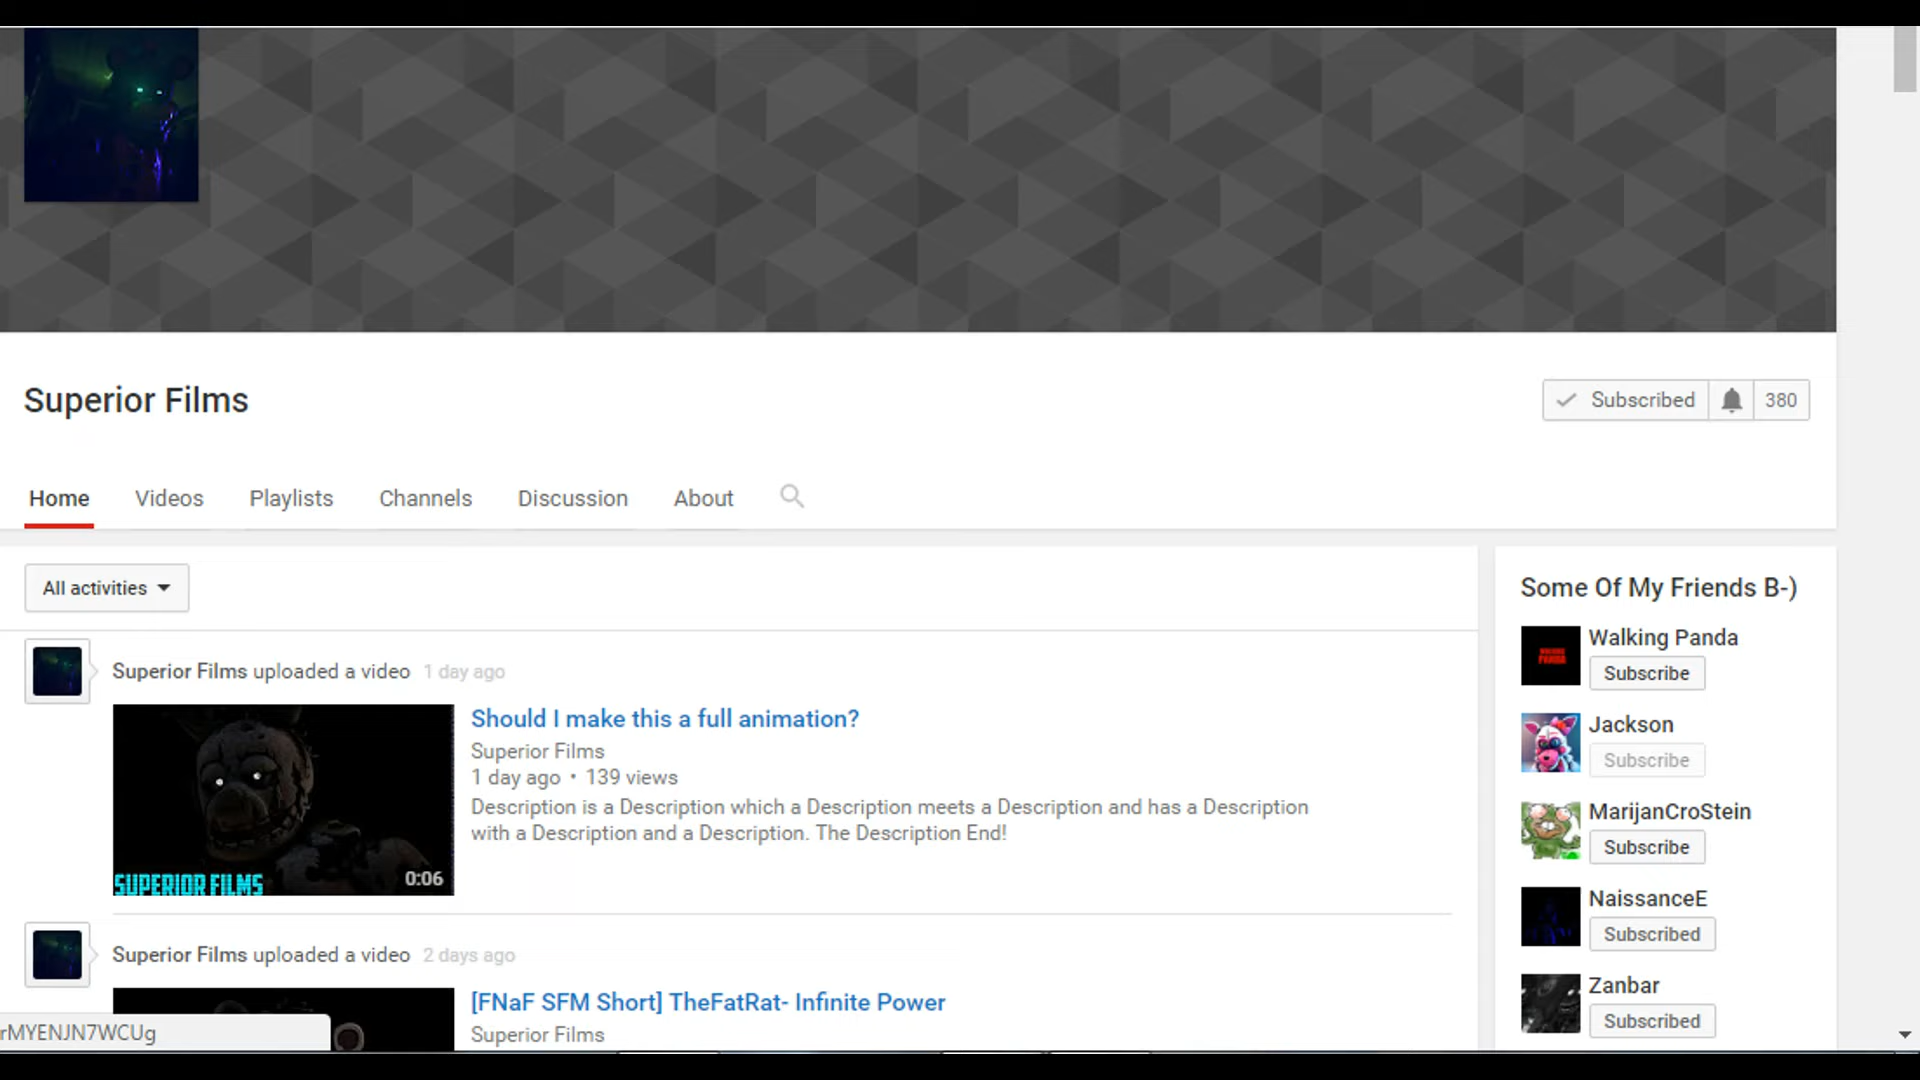 Superior Films
Subscribed 380
Home Videos Playlists Channels Discussion About
All activities
Superior Films uploaded a video 1 day ago
Should I make this a full animation?
Superior Films
1 day ago • 139 views
Description is a Description which a Description meets a Description and has a Description
with a Description and a Description. The Description End!
SUPERIOR FILMS
0:06
Superior Films uploaded a video 2 days ago
[FNaF SFM Short] TheFatRat- Infinite Power
Superior Films
rMYENJN7WCUg
Some Of My Friends B-)
WALKING
PANDA
Walking Panda
Subscribe
Jackson
Subscribe
MarijanCroStein
Subscribe
NaissanceE
Subscribed
Zanbar
Subscribed